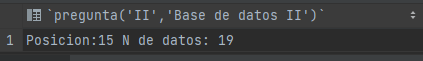 `pregunta('II','Base de datos II')`
1 Posicion:15 N de datos: 19